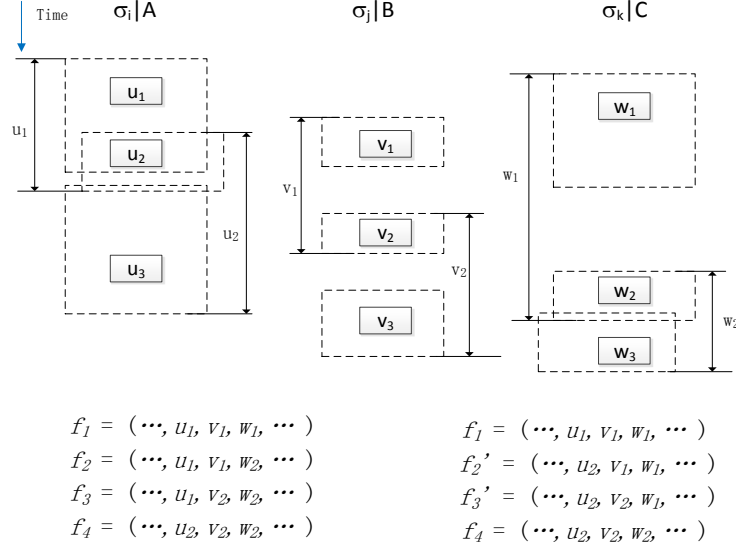 Time
σi|A
σj|B
σk|C
u1
u2
u3
u1
u2
v1
v2
v3
v1
v2
w1
w2
w3
w1
w2
f1 = (···, u1, v1, w1, ··· )
f2 = (···, u1, v1, w2, ··· )
f3 = (···, u1, v2, w2, ··· )
f4 = (···, u2, v2, w2, ··· )
f1 = (···, u1, v1, w1, ··· )
f2’ = (···, u2, v1, w1, ··· )
f3’ = (···, u2, v2, w1, ··· )
f4 = (···, u2, v2, w2, ··· )